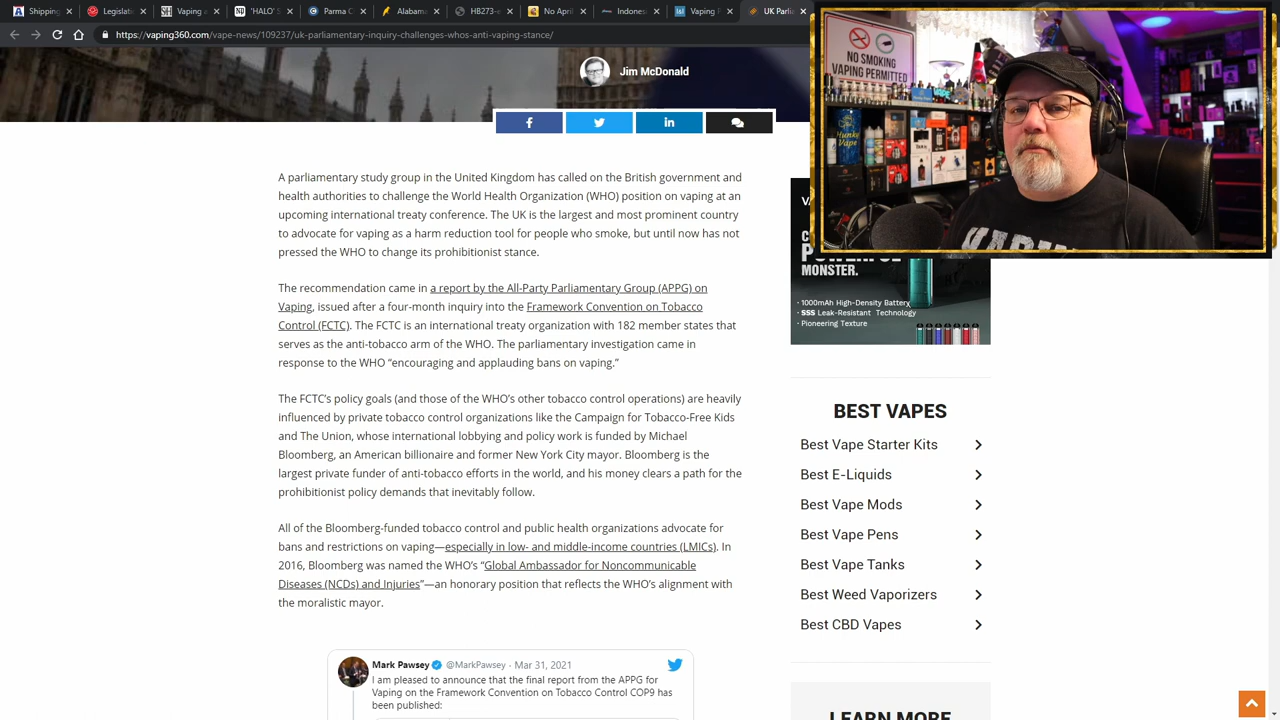 Shipping
Legislat
Vaping
BHAD
Parent
Altaam
My App
Indoor
Vaping
UK Parli
https://vaping360.com
parliamentary-inquiry-challenges-whos-anti-vaping-stance/
Jim McDonald
A parliamentary study group in the United Kingdom has called on the British government and
health authorities to challenge the World Health Organization (WHO) position on vaping at an
upcoming international treaty conference. The UK is the largest and most prominent country
to advocate for vaping as a harm reduction tool for people who smoke, but until now has not
pressed the WHO to change its prohibitionist stance.
The recommendation came in a report by the All-Party Parliamentary Group (APPG) on
Vaping, issued after a four-month inquiry into the Framework Convention on Tobacco
Control (FCTC). The FCTC is an international treaty organization with 182 member states that
serves as the anti-tobacco arm of the WHO. The parliamentary investigation came in
response to the WHO “encouraging and applauding bans on vaping.”
The FCTC’s policy goals (and those of the WHO’s other tobacco control operations) are heavily
influenced by private tobacco control organizations like the Campaign for Tobacco-Free Kids
and The Union, whose international lobbying and policy work is funded by Michael
Bloomberg, an American billionaire and former New York City mayor. Bloomberg is the
largest private funder of anti-tobacco efforts in the world, and his money clears a path for the
prohibitionist policy demands that inevitably follow.
All of the Bloomberg-funded tobacco control and public health organizations advocate for
bans and restrictions on vaping—especially in low- and middle-income countries (LMICs). In
2016, Bloomberg was named the WHO’s “Global Ambassador for Noncommunicable
Diseases (NCDs) and Injuries”—an honorary position that reflects the WHO’s alignment with
the moralistic mayor.
Mark Pawsey @MarkPawsey · Mar 31, 2021
I am pleased to announce that the final report from the APPG for
Vaping on the Framework Convention on Tobacco Control COP9 has
been published:
NO SMOKING
VAPING PERMITTED
Hunky
Vape
MONSTER.
· 1000mAh High-Density Battery
· SSS Leak-Resistant Technology
· Pioneering Texture
BEST VAPES
Best Vape Starter Kits
Best E-Liquids
Best Vape Mods
Best Vape Pens
Best Vape Tanks
Best Weed Vaporizers
Best CBD Vapes
LEARN MORE